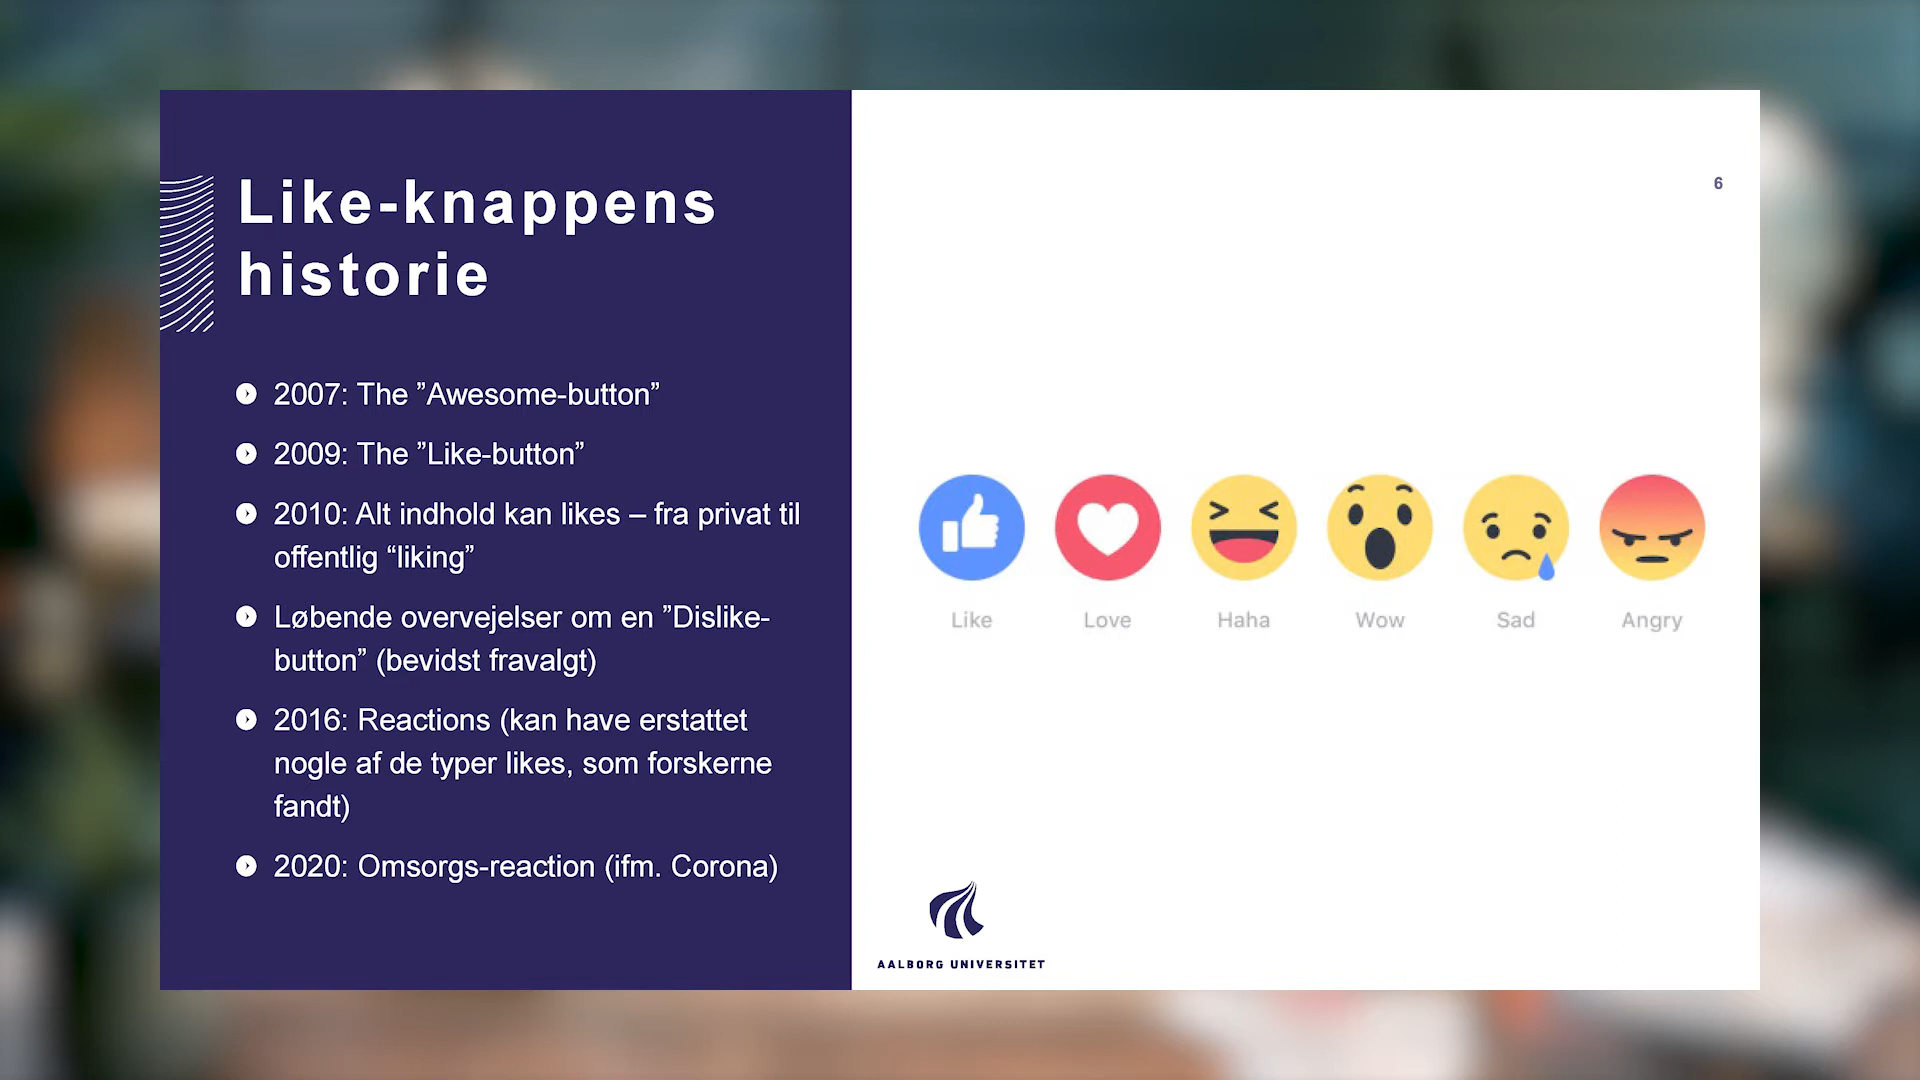 Like-knappens
historie
6
2007: The ”Awesome-button”
2009: The ”Like-button”
2010: Alt indhold kan likes – fra privat til
offentlig “liking”
Løbende overvejelser om en ”Dislike-
button” (bevidst fravalgt)
2016: Reactions (kan have erstattet
nogle af de typer likes, som forskerne
fandt)
2020: Omsorgs-reaction (ifm. Corona)
Like Love Haha Wow Sad Angry
AALBORG UNIVERSITET